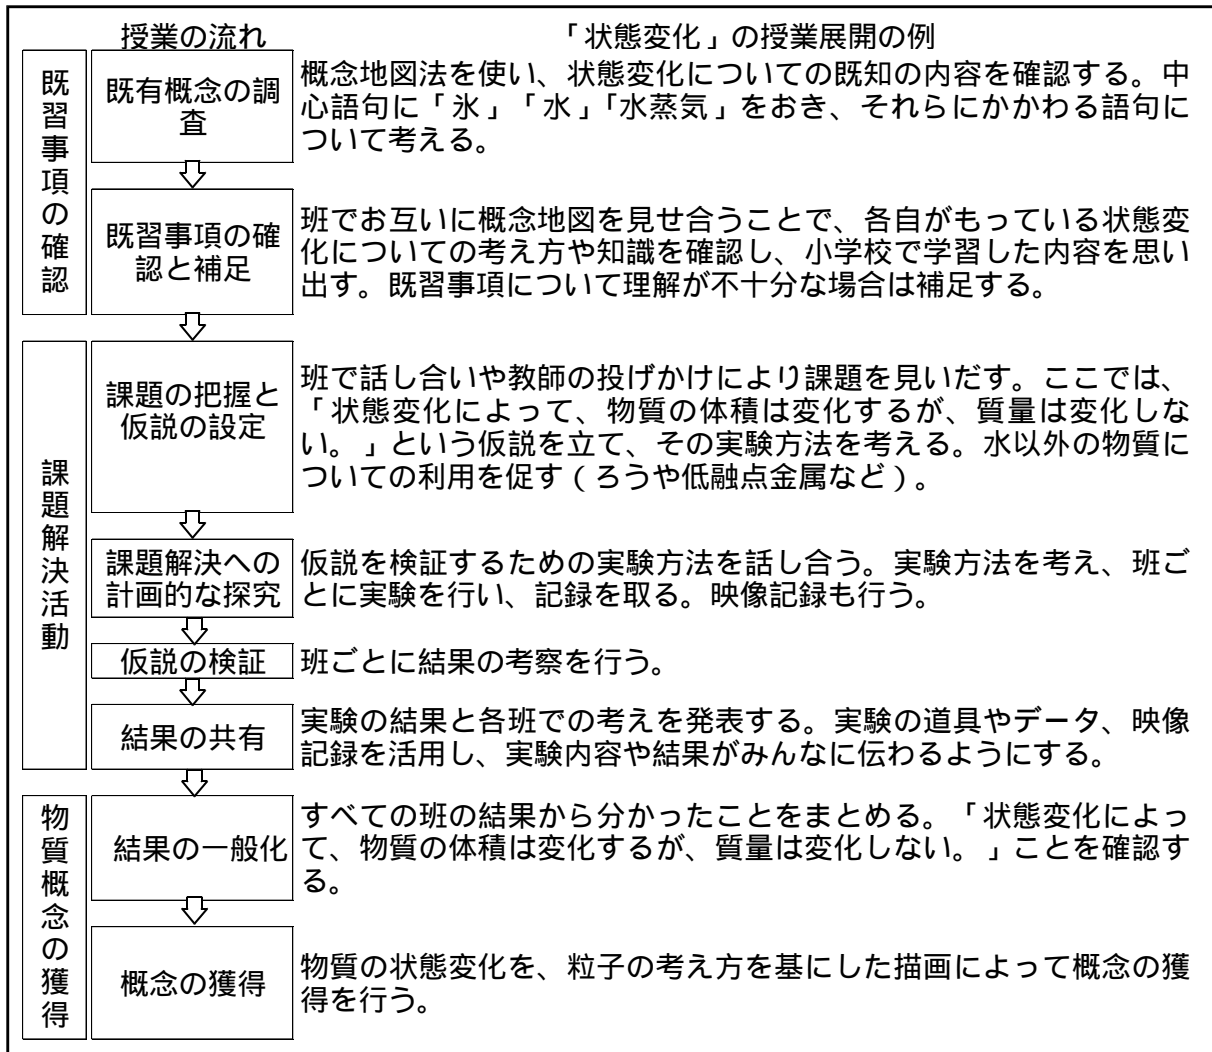 授業の流れ
「状態変化」の授業展開の例
既習事項の確認
既有概念の調
査
概念地図法を使い、状態変化についての既知の内容を確認する。中
心語句に「氷」「水」「水蒸気」をおき、それらにかかわる語句に
ついて考える。
既習事項の確
認と補足
班でお互いに概念地図を見せ合うことで、各自がもっている状態変
化についての考え方や知識を確認し、小学校で学習した内容を思い
出す。既習事項について理解が不十分な場合は補足する。
課題解決活動
課題の把握と
仮説の設定
班で話し合いや教師の投げかけにより課題を見いだす。ここでは、
「状態変化によって、物質の体積は変化するが、質量は変化しな
い。」という仮説を立て、その実験方法を考える。水以外の物質に
ついての利用を促す（ろうや低融点金属など）。
課題解決への
計画的な探究
仮説を検証するための実験方法を話し合う。実験方法を考え、班ご
とに実験を行い、記録を取る。映像記録も行う。
仮説の検証
班ごとに結果の考察を行う。
結果の共有
実験の結果と各班での考えを発表する。実験の道具やデータ、映像
記録を活用し、実験内容や結果がみんなに伝わるようにする。
物質概念の獲得
結果の一般化
すべての班の結果から分かったことをまとめる。「状態変化によっ
て、物質の体積は変化するが、質量は変化しない。」ことを確認す
る。
概念の獲得
物質の状態変化を、粒子の考え方を基にした描画によって概念の獲
得を行う。